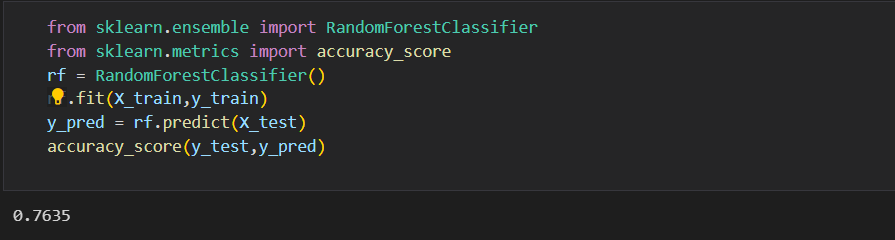 from sklearn.ensemble import RandomForestClassifier
from sklearn.metrics import accuracy_score
rf = RandomForestClassifier()
.fit(X_train,y_train)
y_pred = rf.predict(X_test)
accuracy_score(y_test,y_pred)
0.7635